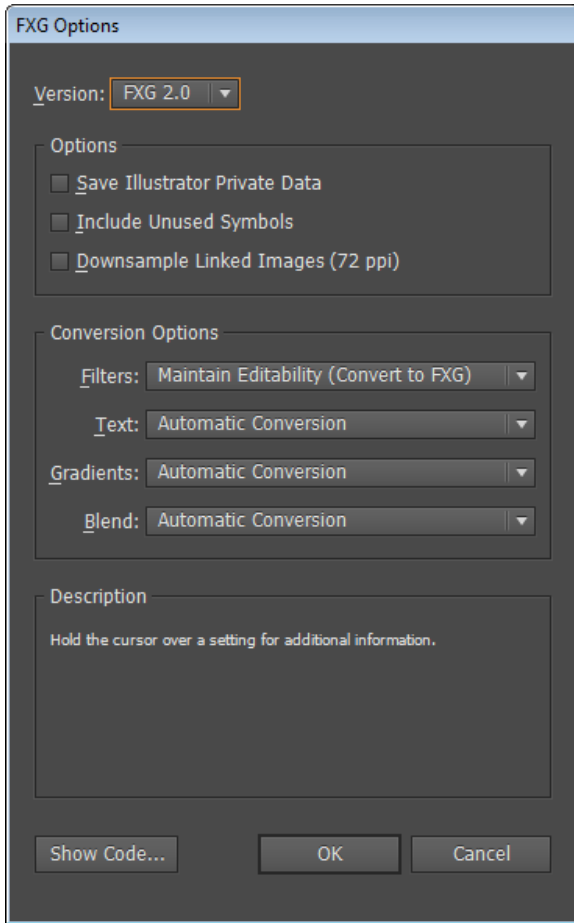 FXG Options
Version: FXG 2.0
Options
Save Illustrator Private Data
Include Unused Symbols
Downsample Linked Images (72 ppi)
Conversion Options
Filters: Maintain Editability (Convert to FXG)
Text: Automatic Conversion
Gradients: Automatic Conversion
Blend: Automatic Conversion
Description
Hold the cursor over a setting for additional information.
Show Code... OK Cancel